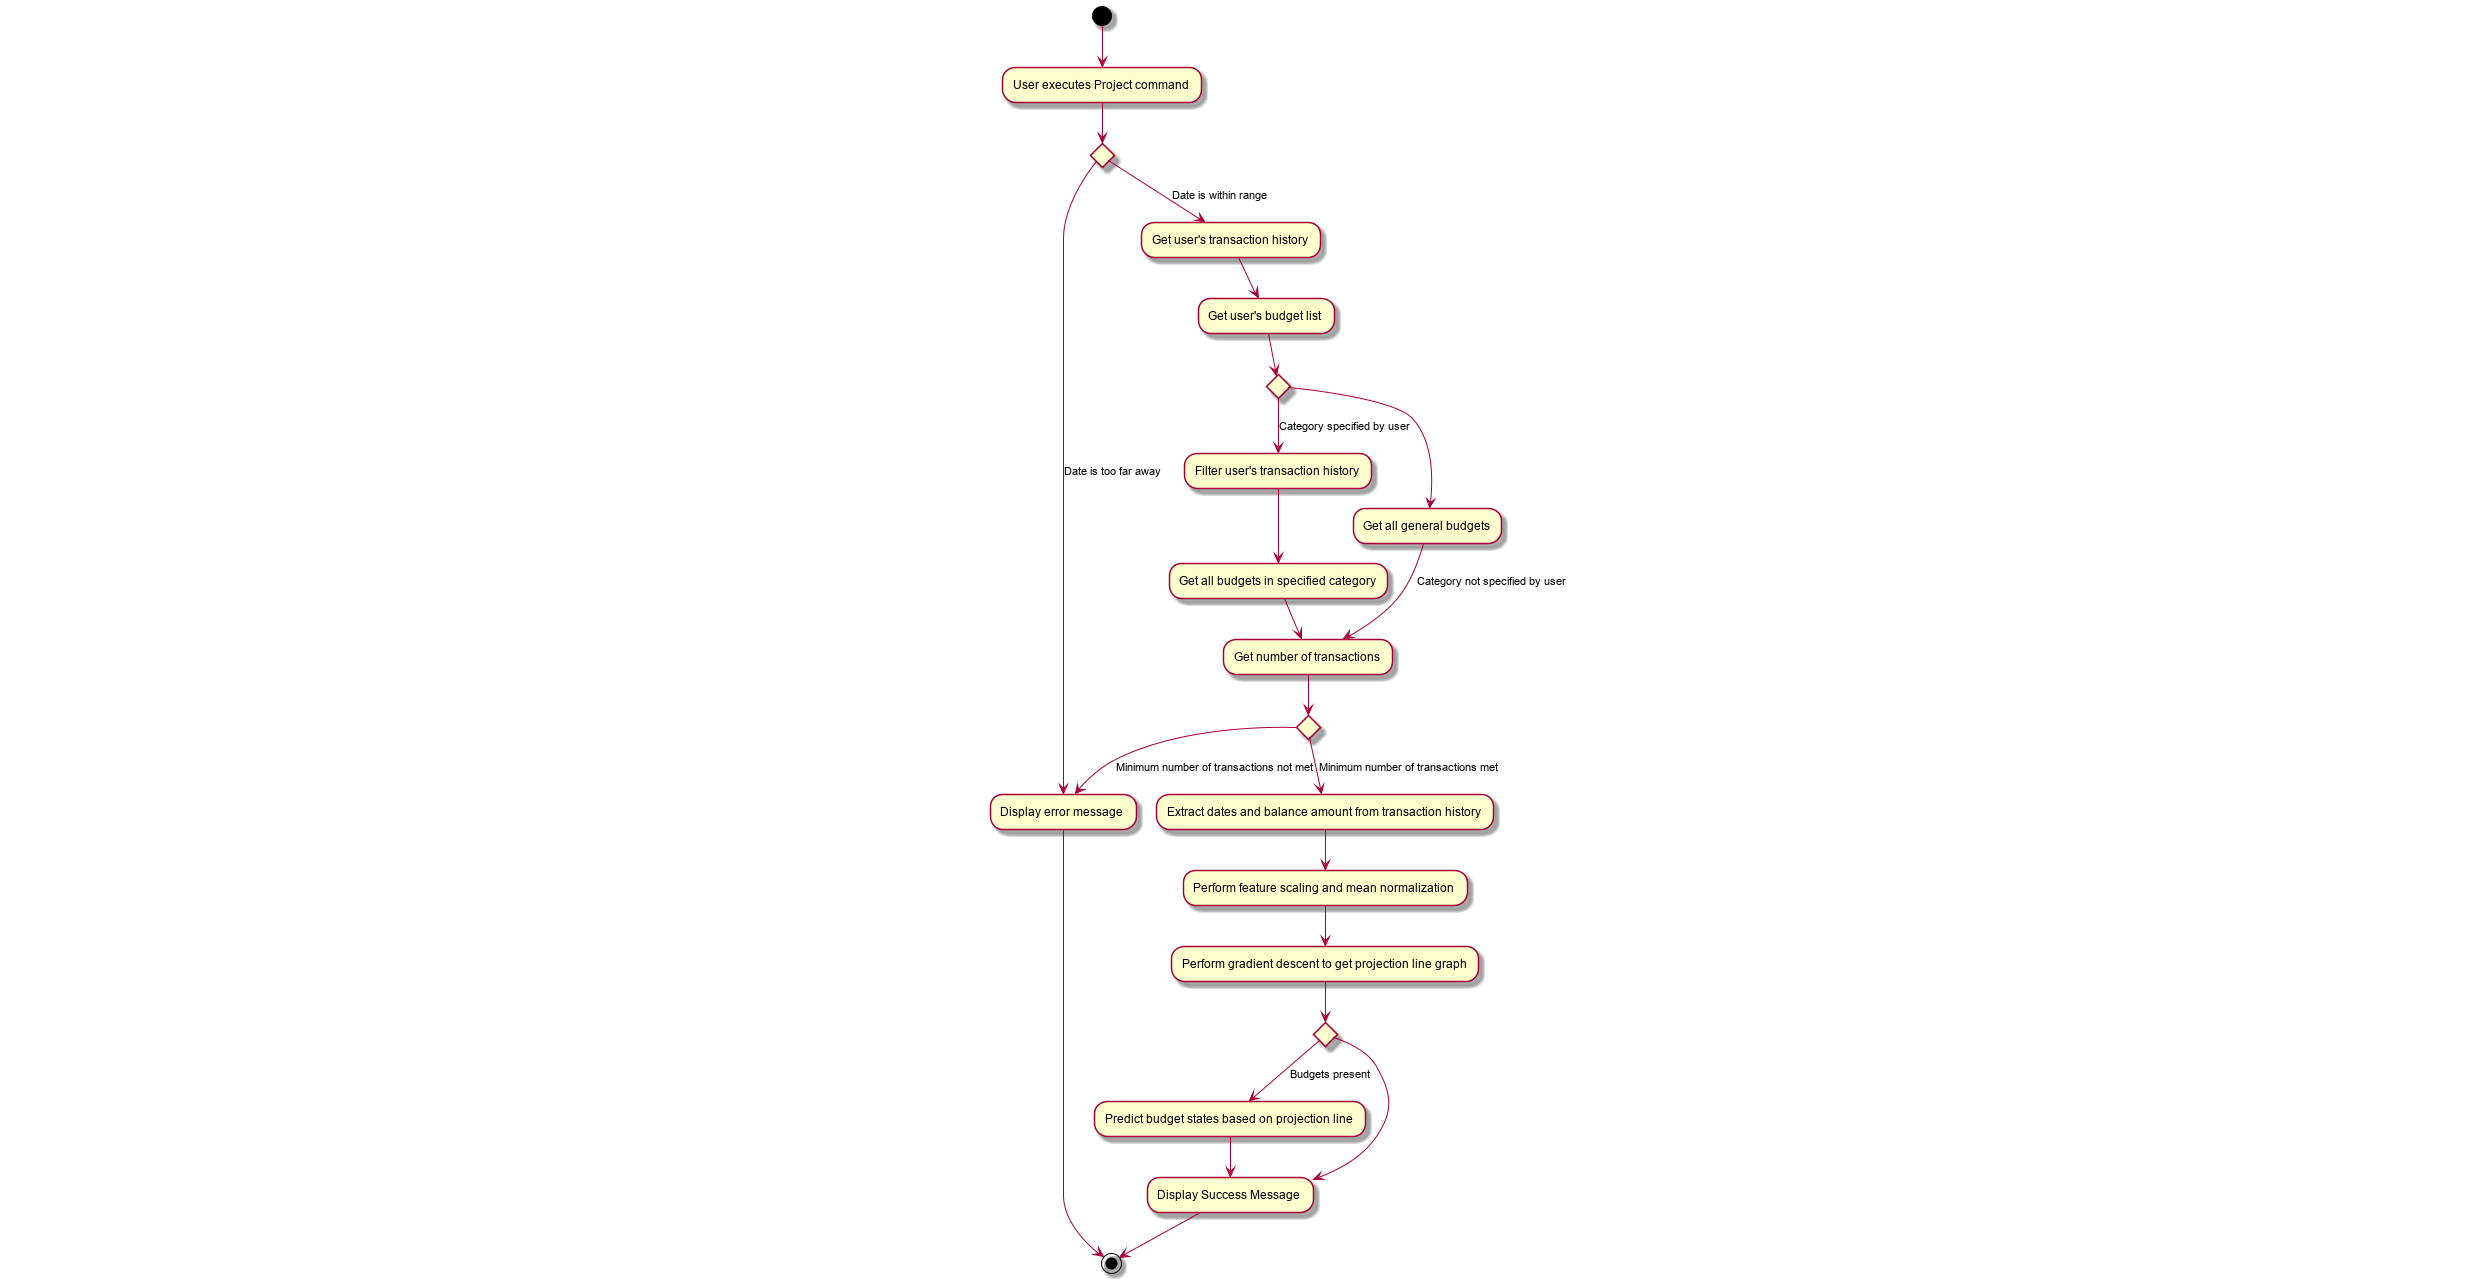 User executes Project command
Date is within range
Get user's transaction history
Get user's budget list
Category specified by user
Date is too far away
Filter user's transaction history
Get all general budgets
Get all budgets in specified category
Category not specified by user
Get number of transactions
Minimum number of transactions not met
Minimum number of transactions met
Display error message
Extract dates and balance amount from transaction history
Perform feature scaling and mean normalization
Perform gradient descent to get projection line graph
Budgets present
Predict budget states based on projection line
Display Success Message